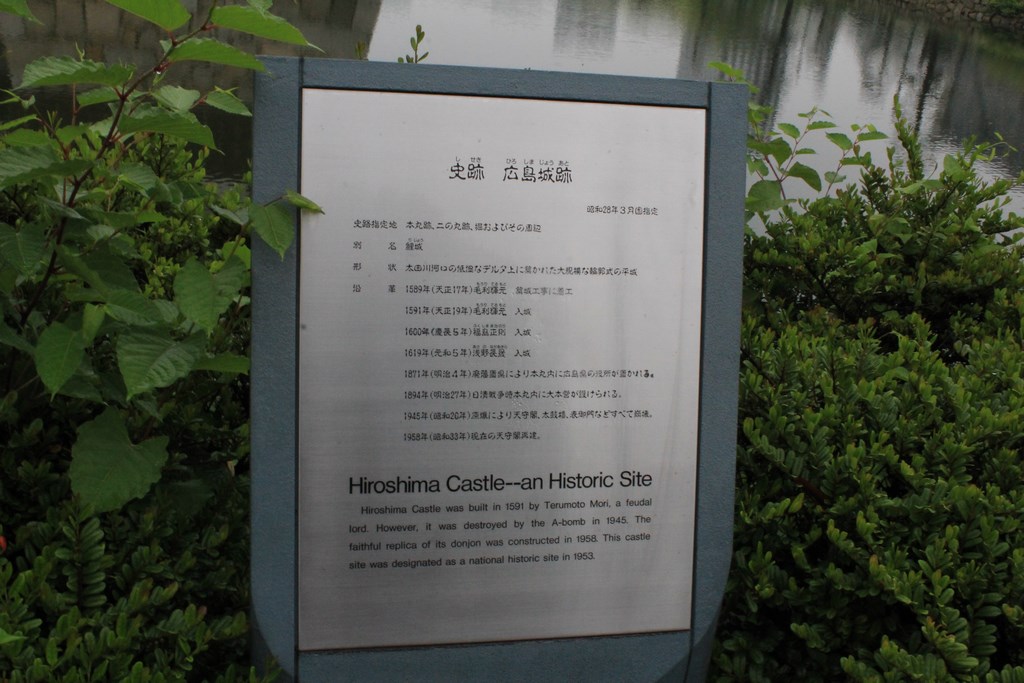 史跡 広島城跡
昭和28年3月国指定
史跡指定地 本丸跡、二の丸跡、堀およびその周辺
別名 鯉城
形状 太田川河口の低湿なデルタ上に築かれた大規模な輪郭式の平城
沿革 1589年(天正17年)毛利輝元 築城工事に着工
1591年(天正19年)毛利輝元 入城
1600年(慶長5年)福島正則 入城
1619年(元和5年)浅野長晟 入城
1871年(明治4年)廃藩置県により本丸内に広島県の役所が置かれる。
1894年(明治27年)日清戦争時本丸内に大本営が設けられる。
1945年(昭和20年)原爆により天守閣、太鼓櫓、表御門などすべて崩壊。
1958年(昭和33年)現在の天守閣再建。
Hiroshima Castle--an Historic Site
Hiroshima Castle was built in 1591 by Terumoto Mori, a feudal
lord. However, it was destroyed by the A-bomb in 1945. The
faithful replica of its donjon was constructed in 1958. This castle
site was designated as a national historic site in 1953.